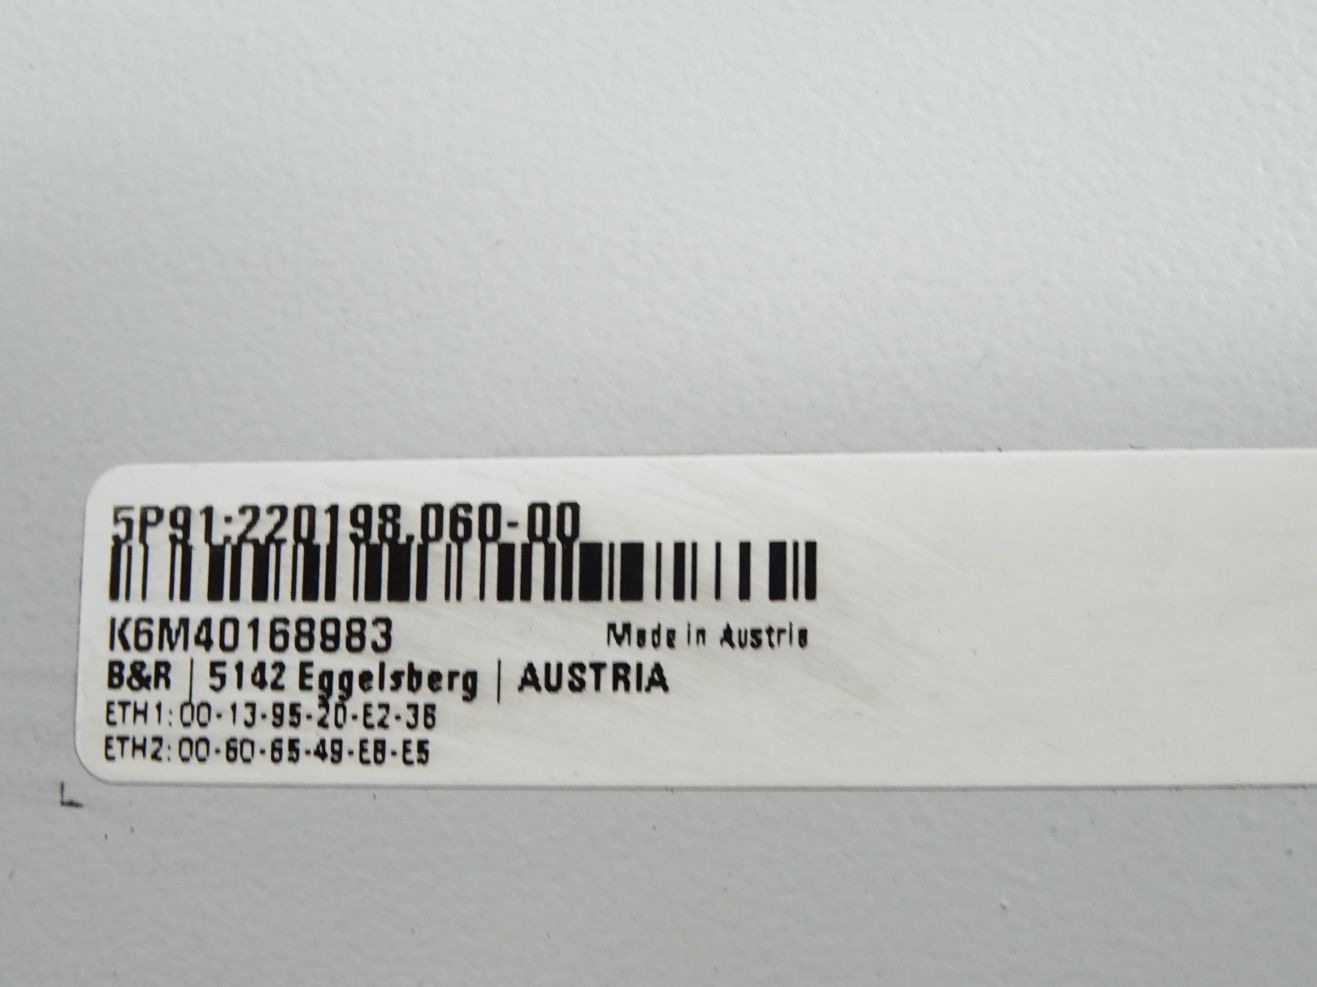 5P91:220198.060-00
K6M40168983
Made in Austria
B&R | 5142 Eggelsberg | AUSTRIA
ETH1:00-13-95-20-E2-36
ETH2:00-60-65-49-E8-E5